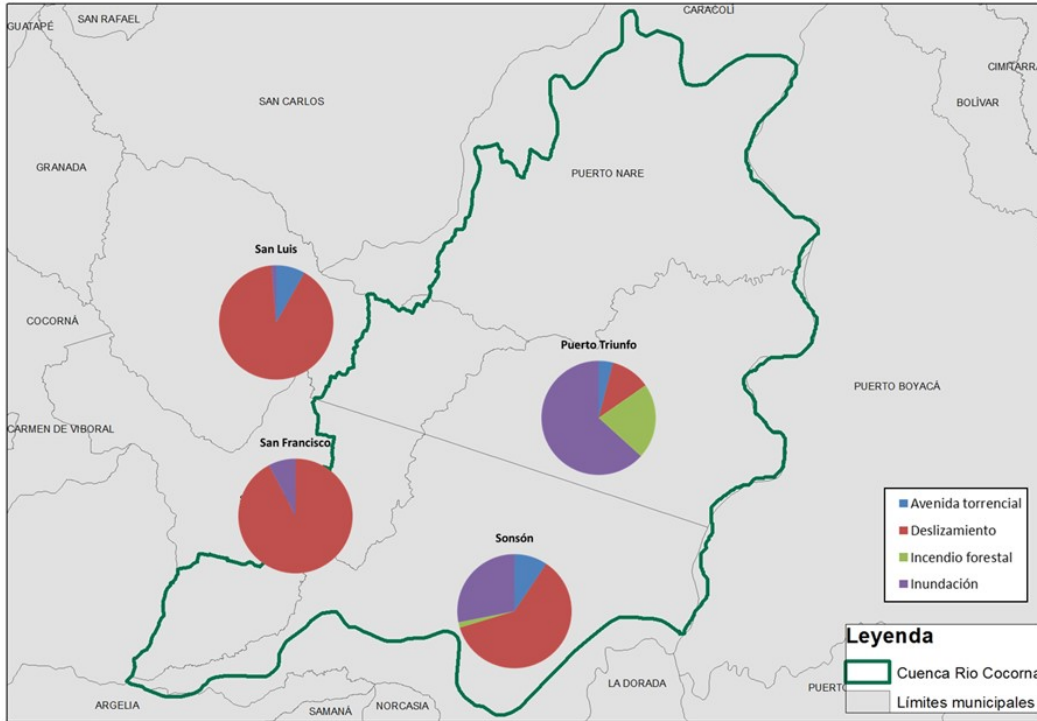 CARACOLÍ
SAN RAFAEL
GUATAPÉ
CIMITARRA
BOLÍVAR
SAN CARLOS
GRANADA
PUERTO NARE
San Luis
COCORNÁ
Puerto Triunfo
PUERTO BOYACÁ
CARMEN DE VIBORAL
San Francisco
Avenida torrencial
Deslizamiento
Incendio forestal
Inundación
Sonsón
Leyenda
Cuenca Rio Cocorna
Límites municipales
LA DORADA
PUERTO
ARGELIA
NORCASIA
SAMANÁ